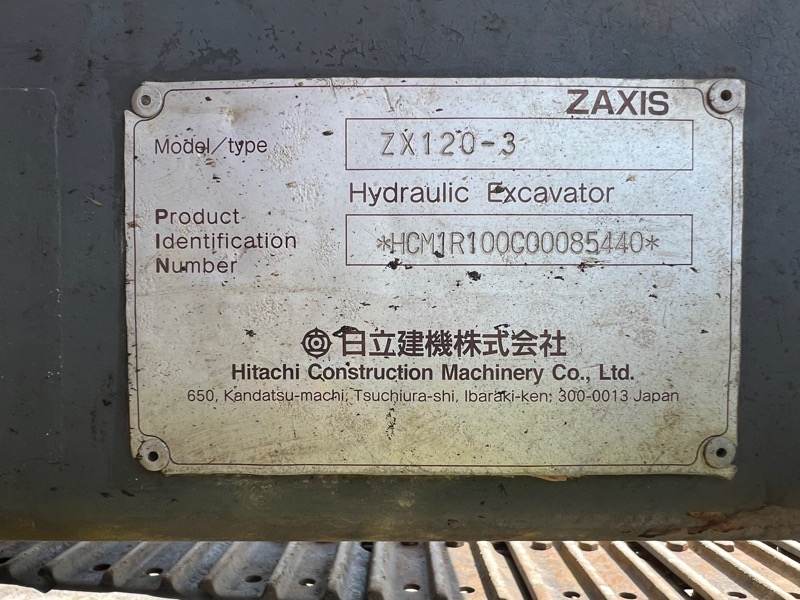 ZAXIS
Model/type ZX120-3
Hydraulic Excavator
Product
Identification
Number
*HCM1R100C00085440*
日立建機株式会社
Hitachi Construction Machinery Co., Ltd.
650, Kandatsu-machi, Tsuchiura-shi, Ibaraki-ken, 300-0013 Japan